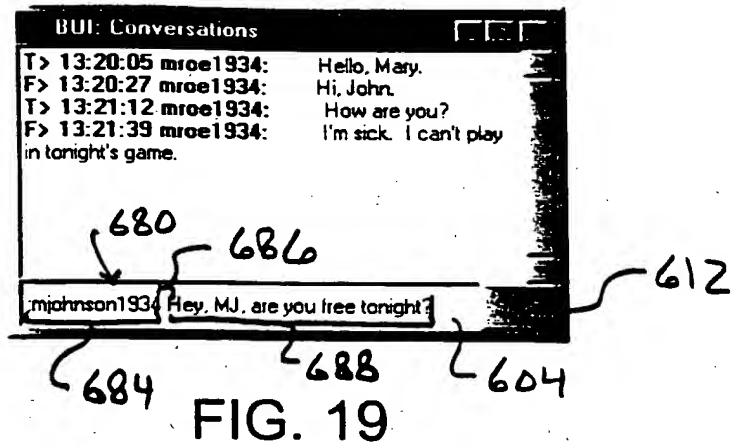 BUI: Conversations
T> 13:20:05 mroe1934: Hello, Mary.
F> 13:20:27 mroe1934: Hi, John.
T> 13:21:12 mroe1934: How are you?
F> 13:21:39 mroe1934: I'm sick. I can't play
in tonight's game.
680
686
612
:mjohnson1934 Hey, MJ, are you free tonight?
684
688
604
FIG. 19